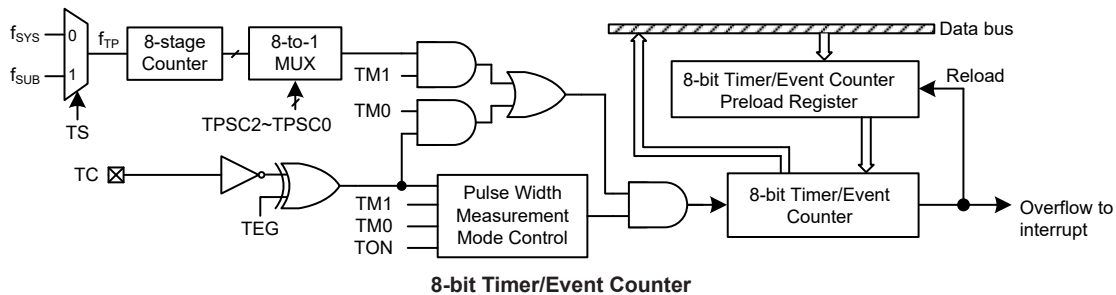 fSYS
0
fTP
8-stage
Counter
8-to-1
MUX
fSUB
1
TS
TPSC2~TPSC0
TM1
TM0
Data bus
8-bit Timer/Event Counter
Preload Register
Reload
TC
TEG
TM1
TM0
TON
Pulse Width
Measurement
Mode Control
8-bit Timer/Event
Counter
Overflow to
interrupt
8-bit Timer/Event Counter